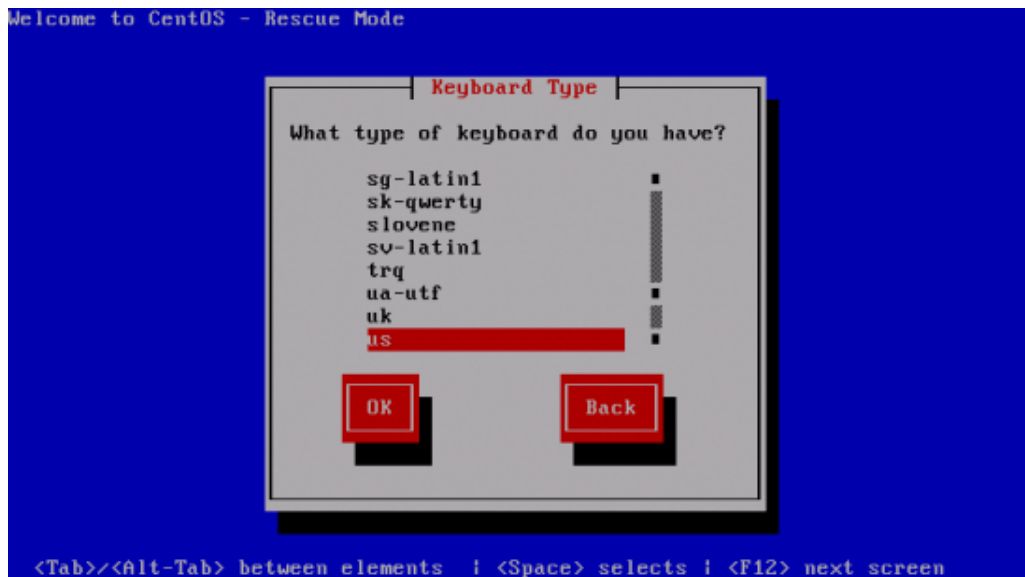 Welcome to CentOS - Rescue Mode
Keyboard Type
What type of keyboard do you have?
sg-latin1
sk-qwerty
slovene
sv-latin1
trq
ua-utf
uk
us
OK Back
<Tab>/<Alt-Tab> between elements | <Space> selects | <F12> next screen